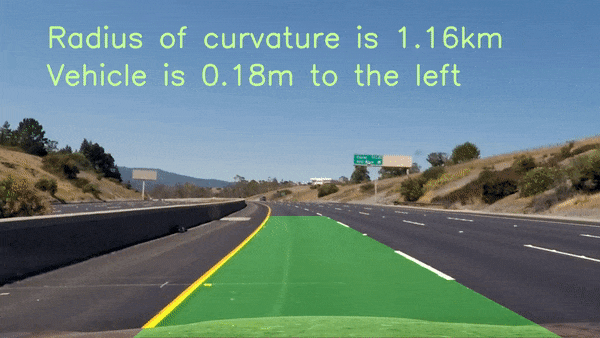 Radius of curvature is 1.16km
Vehicle is 0.18m to the left